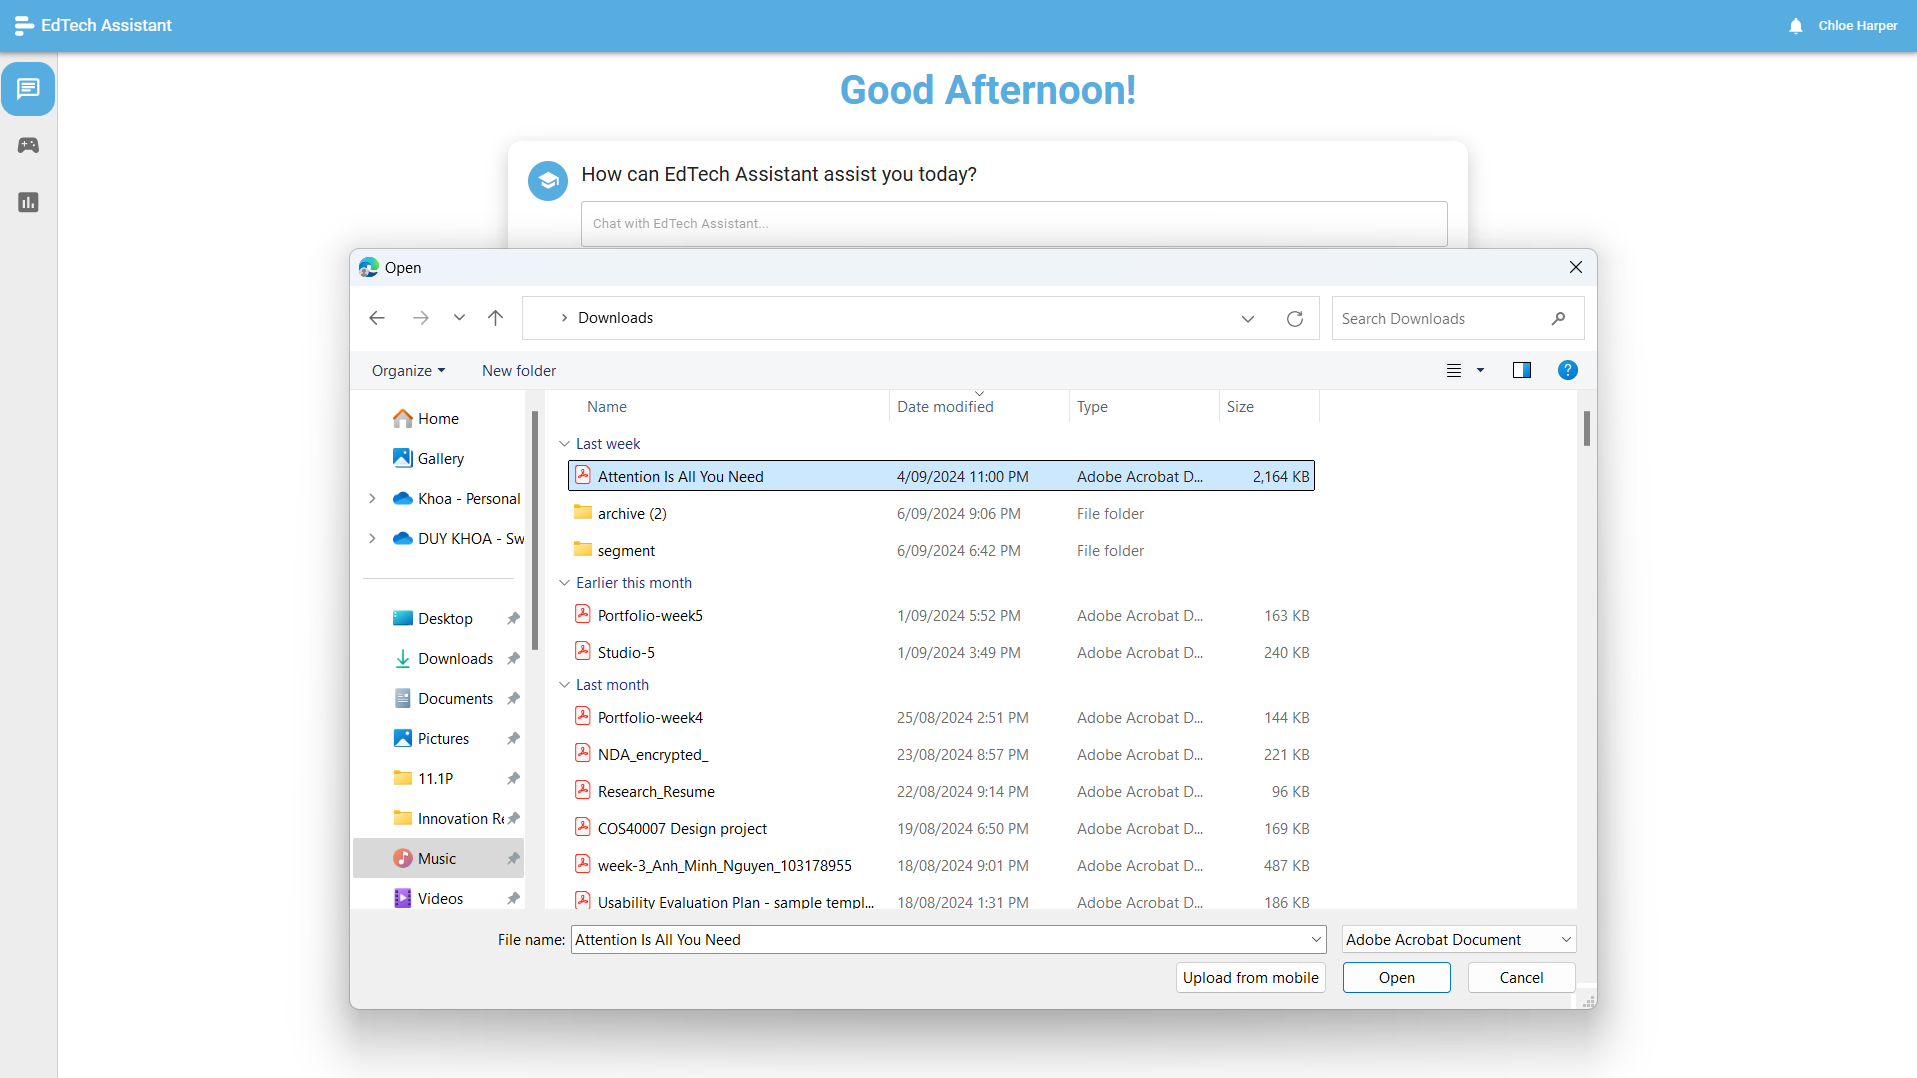 EdTech Assistant
Chloe Harper
Good Afternoon!
How can EdTech Assistant assist you today?
Chat with EdTech Assistant...
Open
Downloads
Search Downloads
Organize
New folder
?
Name Date modified Type Size
Home
Gallery
Khoa - Personal
DUY KHOA - Sw
Desktop
Downloads
Documents
Pictures
11.1P
Innovation Re
Music
Videos
Last week
Attention Is All You Need 4/09/2024 11:00 PM Adobe Acrobat D... 2,164 KB
archive (2) 6/09/2024 9:06 PM File folder
segment 6/09/2024 6:42 PM File folder
Earlier this month
Portfolio-week5 1/09/2024 5:52 PM Adobe Acrobat D... 163 KB
Studio-5 1/09/2024 3:49 PM Adobe Acrobat D... 240 KB
Last month
Portfolio-week4 25/08/2024 2:51 PM Adobe Acrobat D... 144 KB
NDA_encrypted_ 23/08/2024 8:57 PM Adobe Acrobat D... 221 KB
Research_Resume 22/08/2024 9:14 PM Adobe Acrobat D... 96 KB
COS40007 Design project 19/08/2024 6:50 PM Adobe Acrobat D... 169 KB
week-3_Anh_Minh_Nguyen_103178955 18/08/2024 9:01 PM Adobe Acrobat D... 487 KB
Usability Evaluation Plan - sample templ... 18/08/2024 1:31 PM Adobe Acrobat D... 186 KB
File name: Attention Is All You Need Adobe Acrobat Document
Upload from mobile Open Cancel